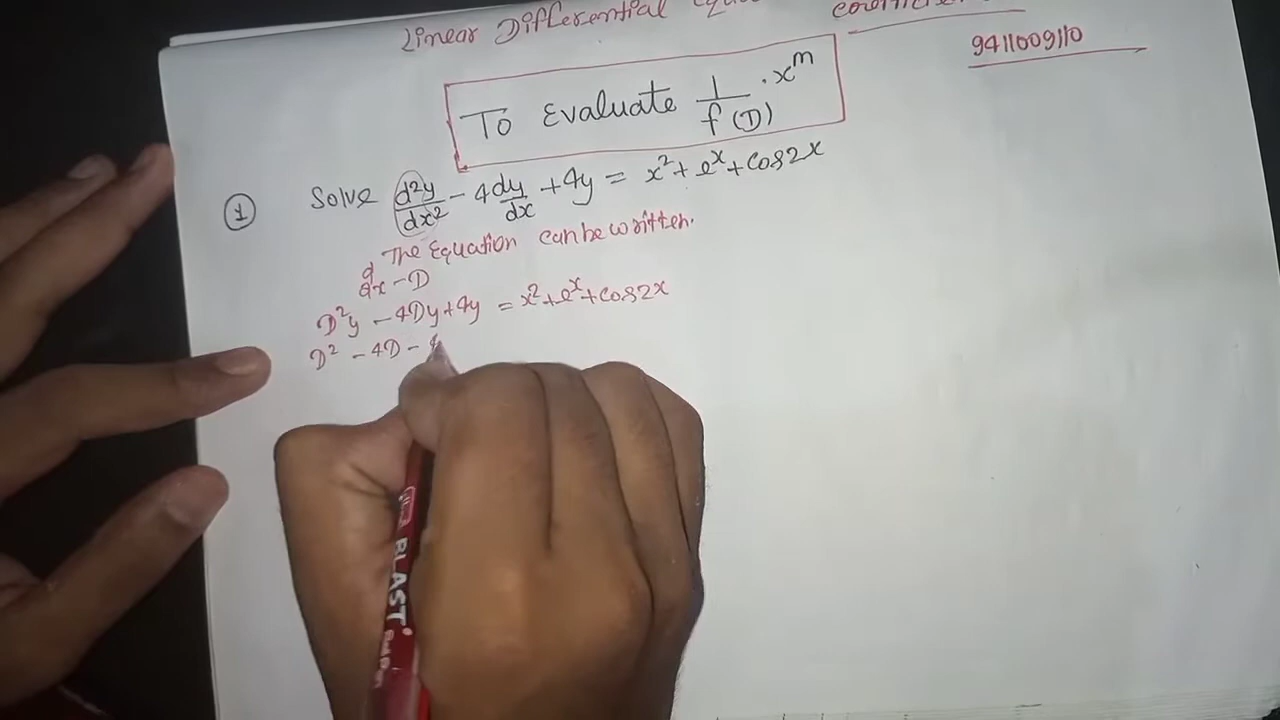 Linear Differential
9411009110
To Evaluate 1/f(D) . x^m
① Solve d²y/dx² - 4dy/dx + 4y = x² + e^x + cos2x
The Equation can be written.
d/dx - D
D²y - 4Dy + 4y = x² + e^x + cos2x
D² - 4D - 4
BLAST